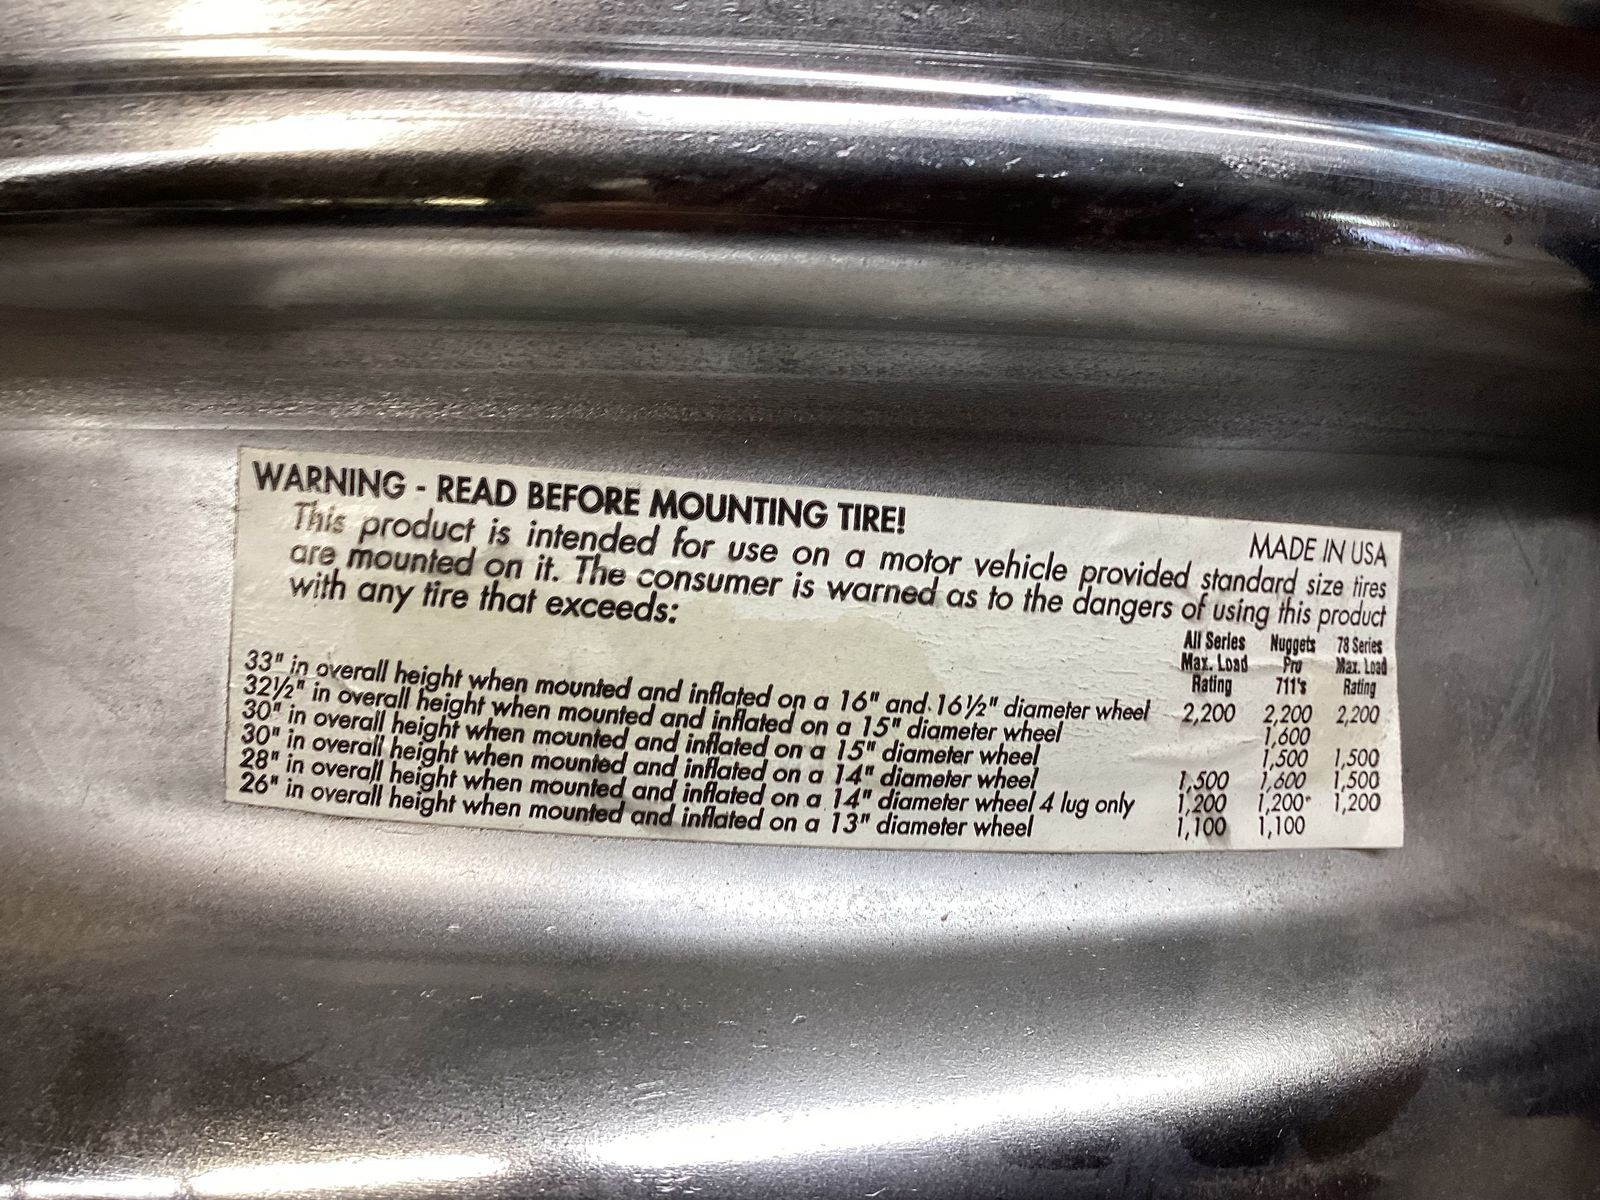 WARNING - READ BEFORE MOUNTING TIRE!
MADE IN USA
This product is intended for use on a motor vehicle provided standard size tires
are mounted on it. The consumer is warned as to the dangers of using this product
with any tire that exceeds:
All Series Nuggets 78 Series
Max. Load Pro Max. Load
Rating 711's Rating
33" in overall height when mounted and inflated on a 16" and 16½" diameter wheel 2,200 2,200 2,200
32½" in overall height when mounted and inflated on a 15" diameter wheel 1,600
30" in overall height when mounted and inflated on a 15" diameter wheel 1,500 1,500
30" in overall height when mounted and inflated on a 14" diameter wheel 1,500 1,600 1,500
28" in overall height when mounted and inflated on a 14" diameter wheel 4 lug only 1,200 1,200* 1,200
26" in overall height when mounted and inflated on a 13" diameter wheel 1,100 1,100